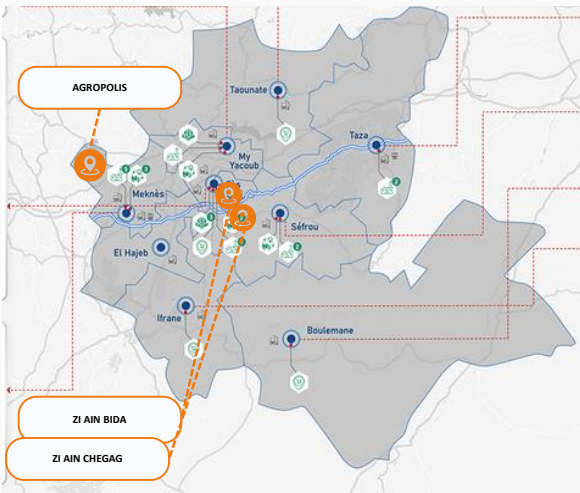 AGROPOLIS
Taounate
Taza
My
Yacoub
Meknès
Séfrou
El Hajeb
Ifrane
Boulemane
ZI AIN BIDA
ZI AIN CHEGAG